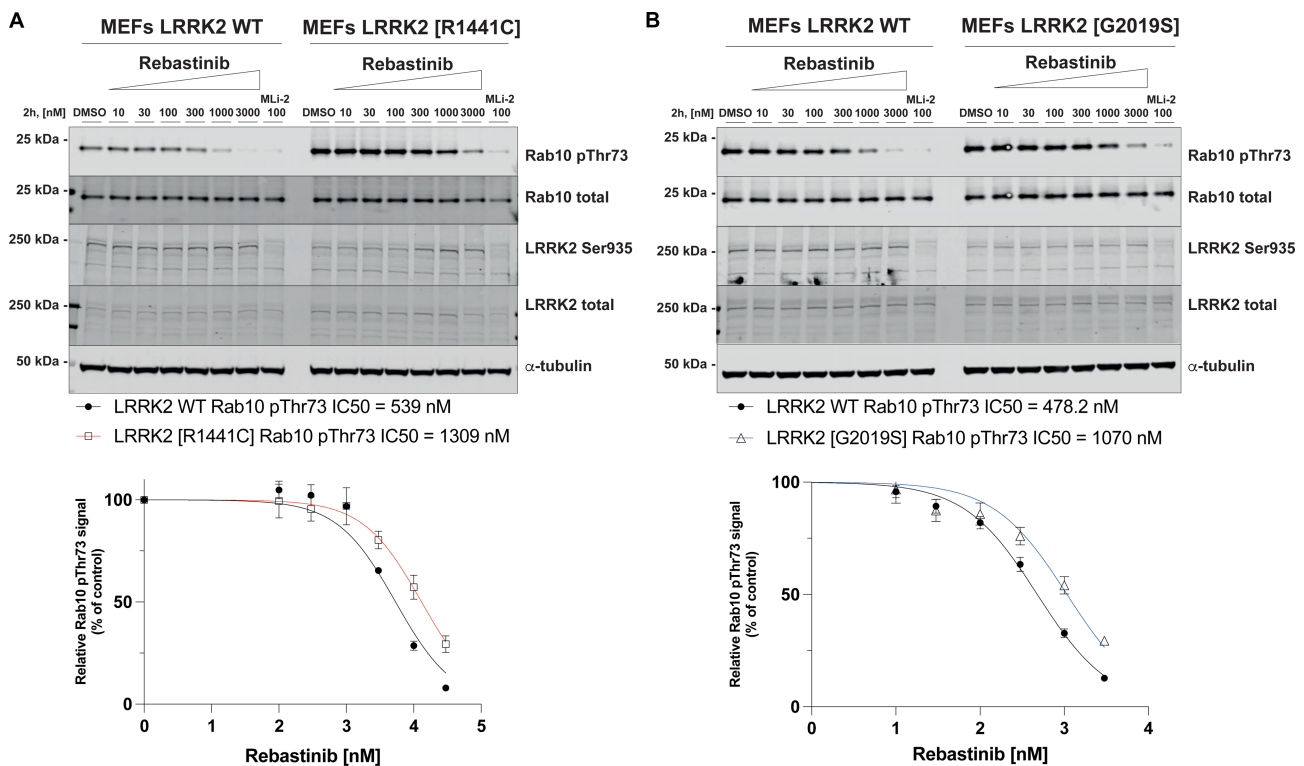 A
MEFs LRRK2 WT
MEFs LRRK2 [R1441C]
Rebastinib
Rebastinib
2h, [nM]
DMSO 10 30 100 300 1000 3000 MLi-2 100
DMSO 10 30 100 300 1000 3000 MLi-2 100
25 kDa -
Rab10 pThr73
25 kDa -
Rab10 total
250 kDa -
LRRK2 Ser935
250 kDa -
LRRK2 total
50 kDa -
α-tubulin
LRRK2 WT Rab10 pThr73 IC50 = 539 nM
LRRK2 [R1441C] Rab10 pThr73 IC50 = 1309 nM
Relative Rab10 pThr73 signal
(% of control)
100
50
0
0 1 2 3 4 5
Rebastinib [nM]
B
MEFs LRRK2 WT
MEFs LRRK2 [G2019S]
Rebastinib
Rebastinib
2h, [nM]
DMSO 10 30 100 300 1000 3000 MLi-2 100
DMSO 10 30 100 300 1000 3000 MLi-2 100
25 kDa -
Rab10 pThr73
25 kDa -
Rab10 total
250 kDa -
LRRK2 Ser935
250 kDa -
LRRK2 total
50 kDa -
α-tubulin
LRRK2 WT Rab10 pThr73 IC50 = 478.2 nM
LRRK2 [G2019S] Rab10 pThr73 IC50 = 1070 nM
Relative Rab10 pThr73 signal
(% of control)
100
50
0
0 1 2 3 4
Rebastinib [nM]